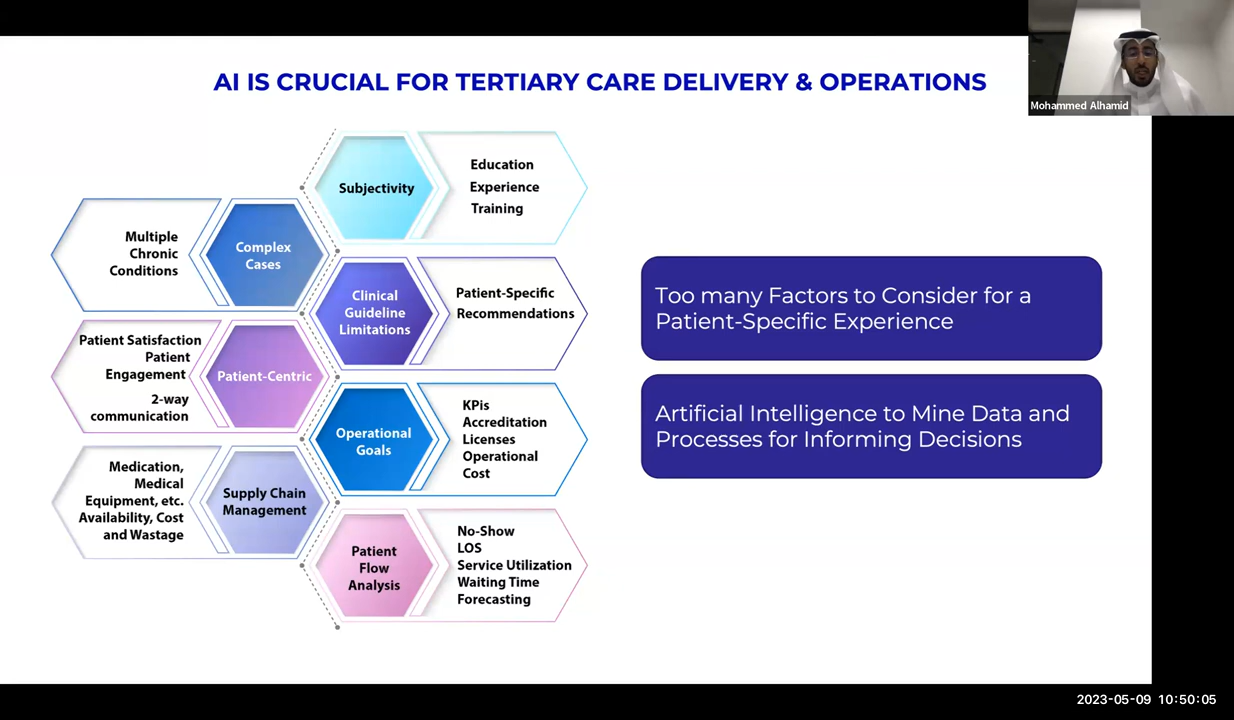 AI IS CRUCIAL FOR TERTIARY CARE DELIVERY & OPERATIONS
Mohammed Alhamid
Subjectivity
Education
Experience
Training
Multiple
Chronic
Conditions
Complex
Cases
Clinical
Guideline
Limitations
Patient-Specific
Recommendations
Patient Satisfaction
Patient
Engagement
2-way
communication
Patient-Centric
Operational
Goals
KPis
Accreditation
Licenses
Operational
Cost
Medication,
Medical
Equipment, etc.
Availability, Cost
and Wastage
Supply Chain
Management
Patient
Flow
Analysis
No-Show
LOS
Service Utilization
Waiting Time
Forecasting
Too many Factors to Consider for a
Patient-Specific Experience
Artificial Intelligence to Mine Data and
Processes for Informing Decisions
2023-05-09 10:50:05